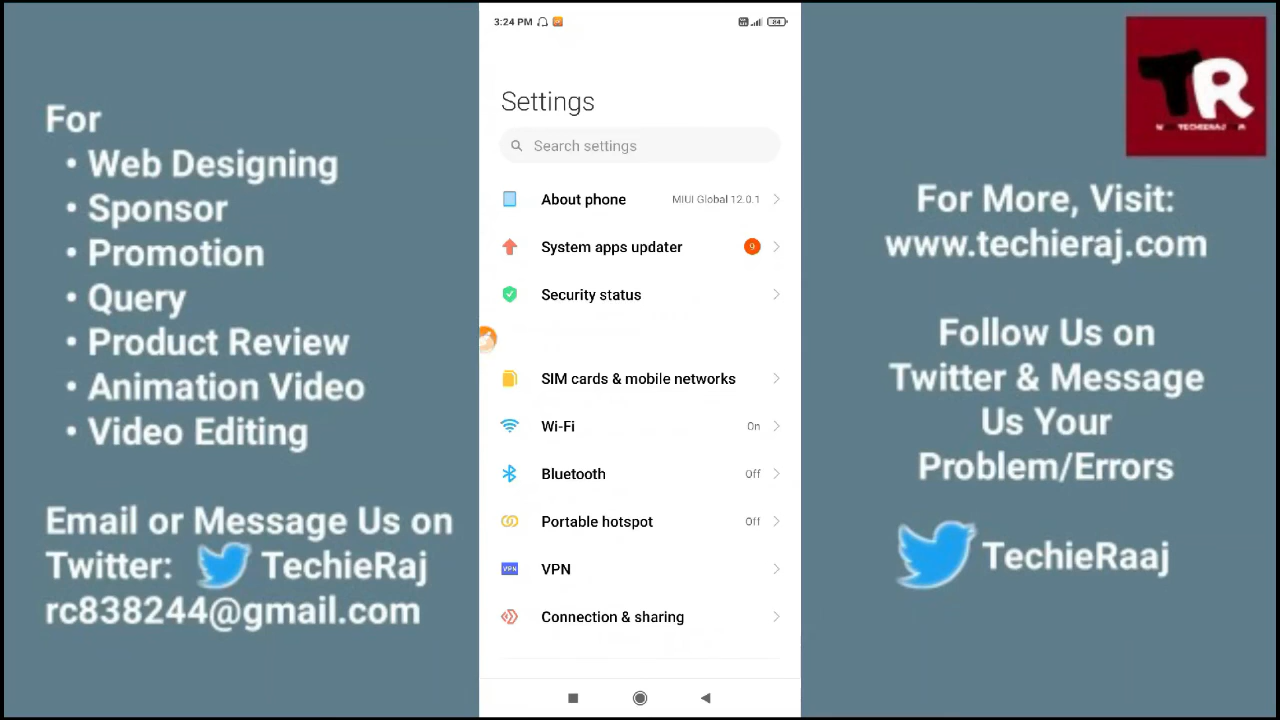 For
• Web Designing
• Sponsor
• Promotion
• Query
• Product Review
• Animation Video
• Video Editing
Email or Message Us on
Twitter: TechieRaj
rc838244@gmail.com
3:24 PM
84
Settings
Search settings
About phone MIUI Global 12.0.1
System apps updater 9
Security status
SIM cards & mobile networks
Wi-Fi On
Bluetooth Off
Portable hotspot Off
VPN VPN
Connection & sharing
TR
For More, Visit:
www.techieraj.com
Follow Us on
Twitter & Message
Us Your
Problem/Errors
TechieRaaj